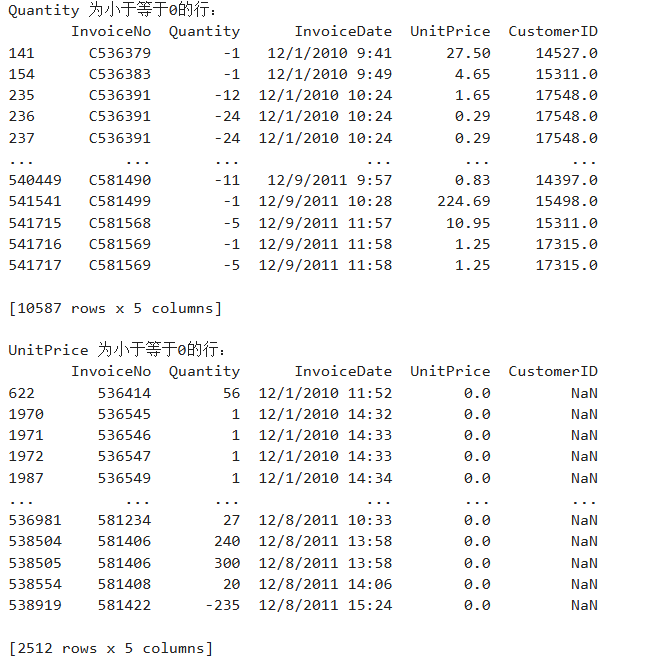 Quantity 为小于等于0的行:
InvoiceNo Quantity InvoiceDate UnitPrice CustomerID
141 C536379 -1 12/1/2010 9:41 27.50 14527.0
154 C536383 -1 12/1/2010 9:49 4.65 15311.0
235 C536391 -12 12/1/2010 10:24 1.65 17548.0
236 C536391 -24 12/1/2010 10:24 0.29 17548.0
237 C536391 -24 12/1/2010 10:24 0.29 17548.0
... ... ... ... ... ...
540449 C581490 -11 12/9/2011 9:57 0.83 14397.0
541541 C581499 -1 12/9/2011 10:28 224.69 15498.0
541715 C581568 -5 12/9/2011 11:57 10.95 15311.0
541716 C581569 -1 12/9/2011 11:58 1.25 17315.0
541717 C581569 -5 12/9/2011 11:58 1.25 17315.0
[10587 rows x 5 columns]
UnitPrice 为小于等于0的行:
InvoiceNo Quantity InvoiceDate UnitPrice CustomerID
622 536414 56 12/1/2010 11:52 0.0 NaN
1970 536545 1 12/1/2010 14:32 0.0 NaN
1971 536546 1 12/1/2010 14:33 0.0 NaN
1972 536547 1 12/1/2010 14:33 0.0 NaN
1987 536549 1 12/1/2010 14:34 0.0 NaN
... ... ... ... ... ...
536981 581234 27 12/8/2011 10:33 0.0 NaN
538504 581406 240 12/8/2011 13:58 0.0 NaN
538505 581406 300 12/8/2011 13:58 0.0 NaN
538554 581408 20 12/8/2011 14:06 0.0 NaN
538919 581422 -235 12/8/2011 15:24 0.0 NaN
[2512 rows x 5 columns]